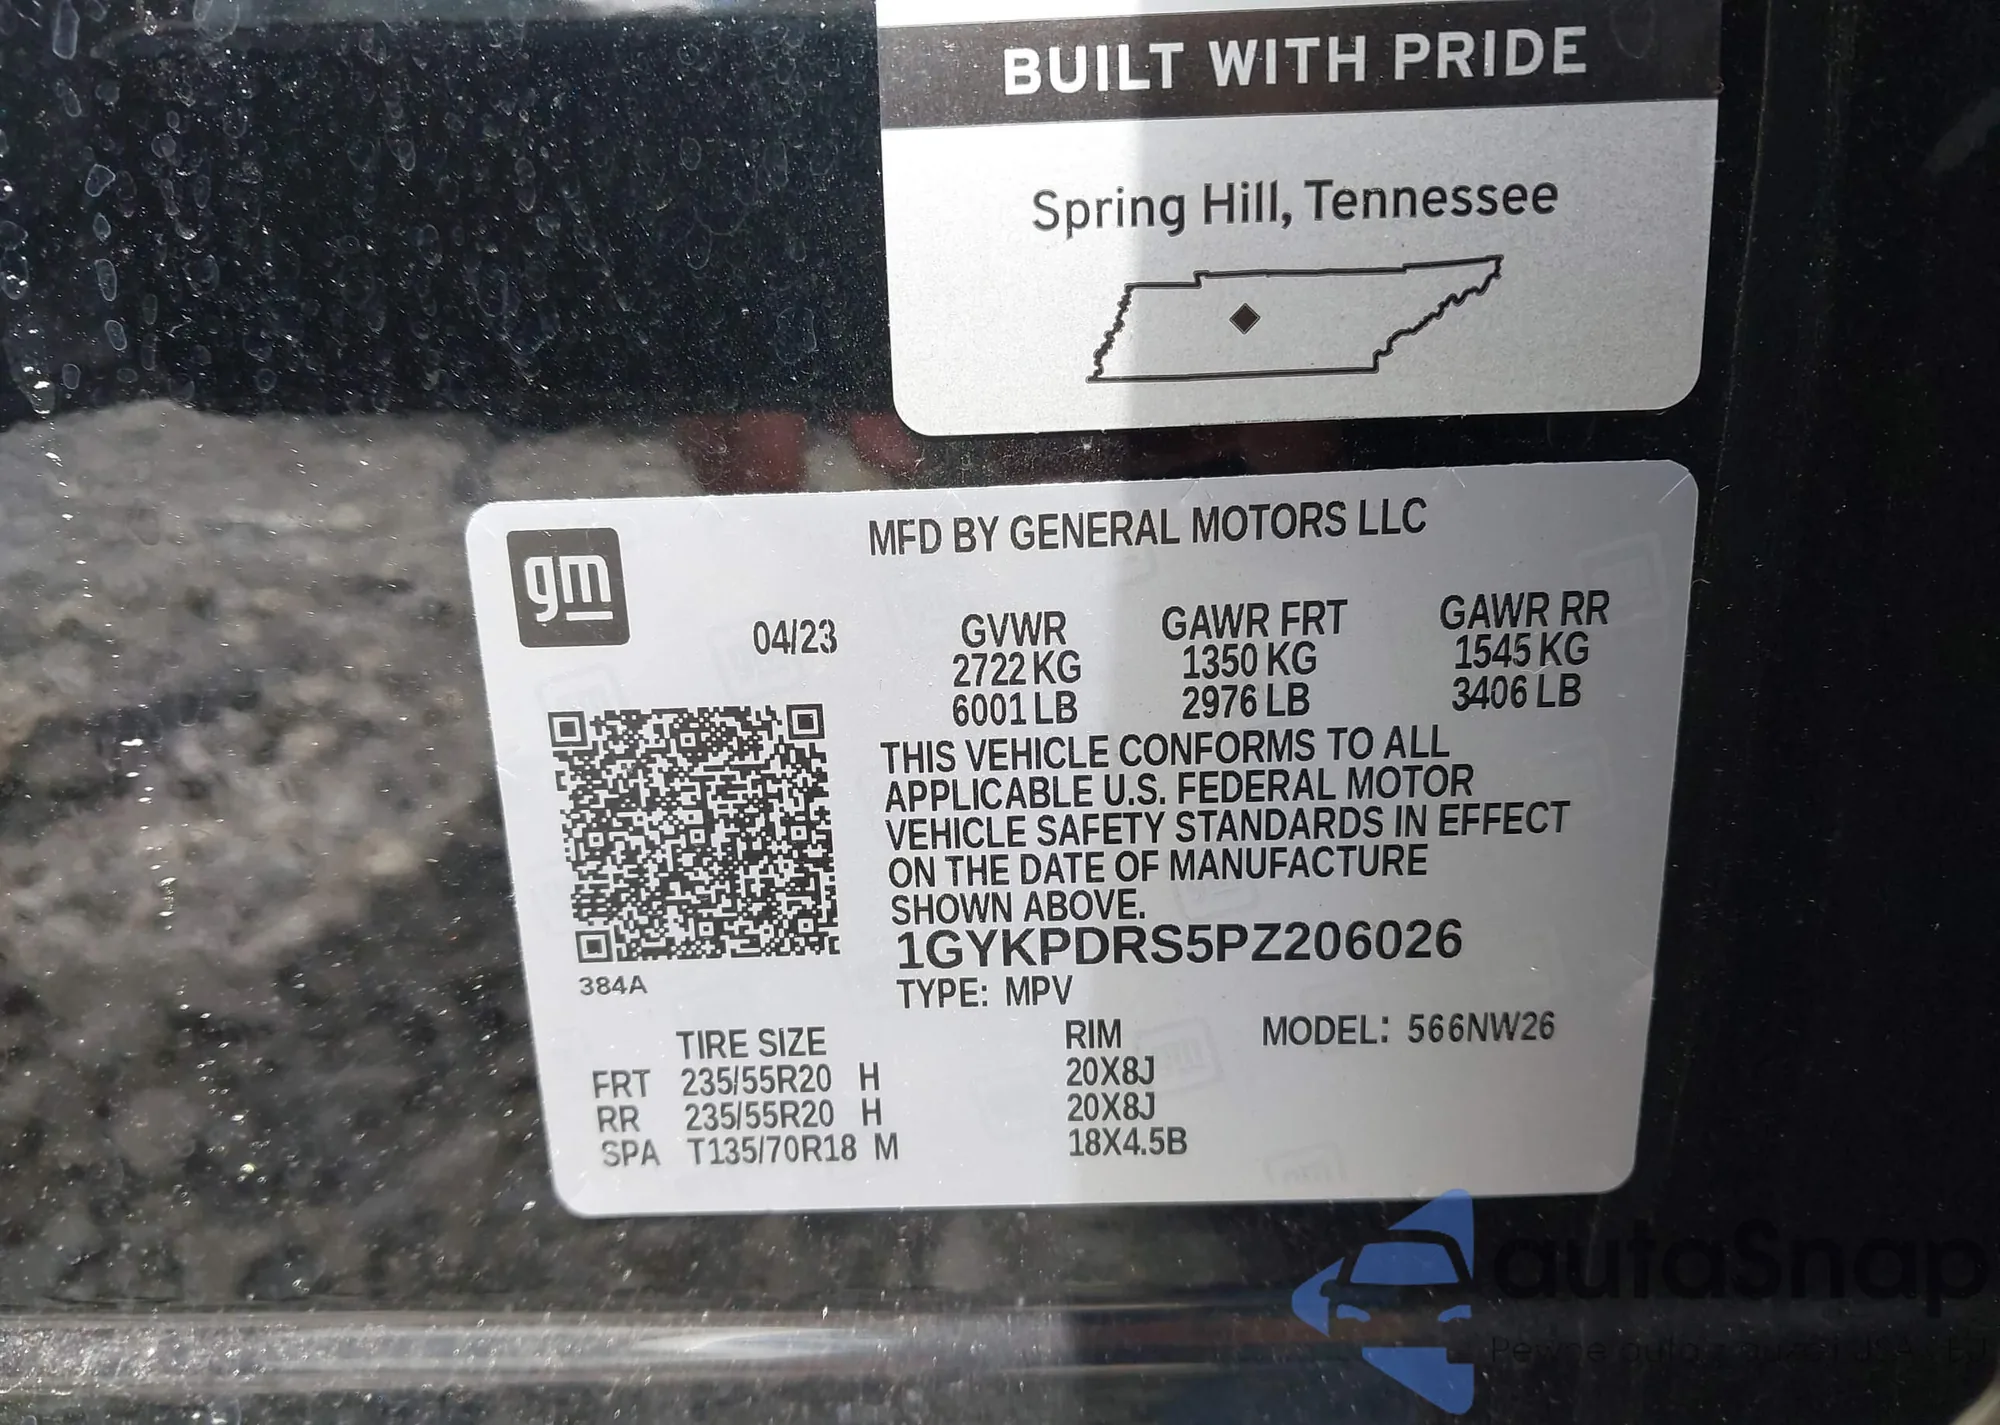 BUILT WITH PRIDE
Spring Hill, Tennessee
gm
MFD BY GENERAL MOTORS LLC
04/23
GVWR GAWR FRT GAWR RR
2722 KG 1350 KG 1545 KG
6001 LB 2976 LB 3406 LB
THIS VEHICLE CONFORMS TO ALL
APPLICABLE U.S. FEDERAL MOTOR
VEHICLE SAFETY STANDARDS IN EFFECT
ON THE DATE OF MANUFACTURE
SHOWN ABOVE.
1GYKPDRS5PZ206026
384A
TYPE: MPV
TIRE SIZE RIM MODEL: 566NW26
FRT 235/55R20 H 20X8J
RR 235/55R20 H 20X8J
SPA T135/70R18 M 18X4.5B
autaSnap
Pewne auta z